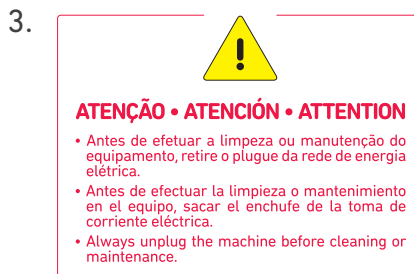 3.
ATENÇÃO • ATENCIÓN • ATTENTION
• Antes de efetuar a limpeza ou manutenção do
equipamento, retire o plugue da rede de energia
elétrica.
• Antes de efectuar la limpieza o mantenimiento
en el equipo, sacar el enchufe de la toma de
corriente eléctrica.
• Always unplug the machine before cleaning or
maintenance.